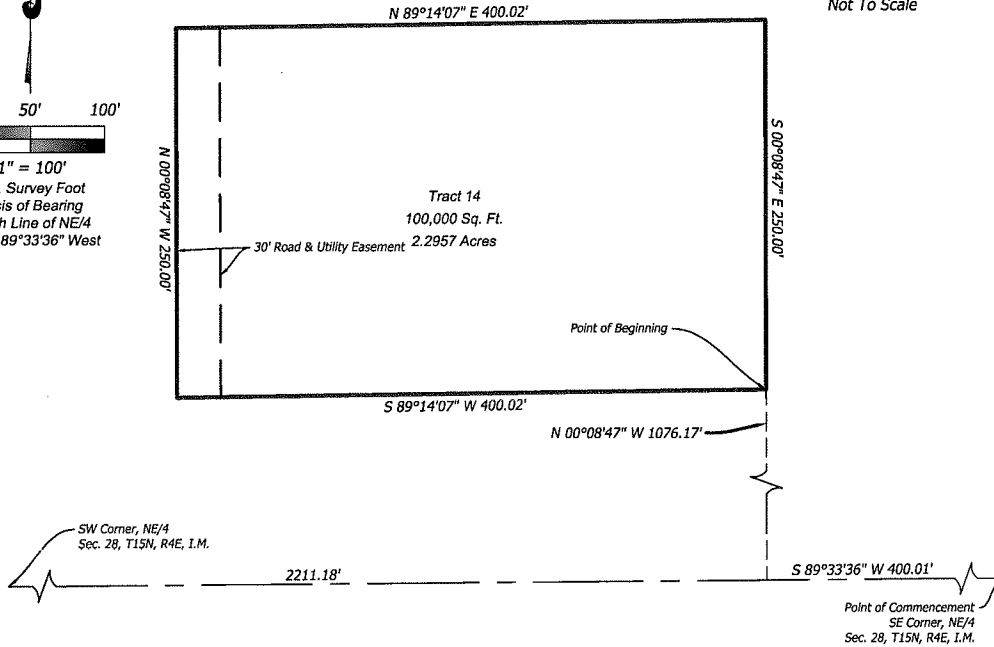 N 89°14'07" E 400.02'
Not To Scale
50' 100'
1" = 100'
Survey Foot
of Bearing
Line of NE/4
89°33'36" West
N 00°08'47" W 250.00'
S 00°08'47" E 250.00'
Tract 14
100,000 Sq. Ft.
2.2957 Acres
30' Road & Utility Easement
Point of Beginning
S 89°14'07" W 400.02'
N 00°08'47" W 1076.17'
SW Corner, NE/4
Sec. 28, T15N, R4E, I.M.
2211.18'
S 89°33'36" W 400.01'
Point of Commencement
SE Corner, NE/4
Sec. 28, T15N, R4E, I.M.